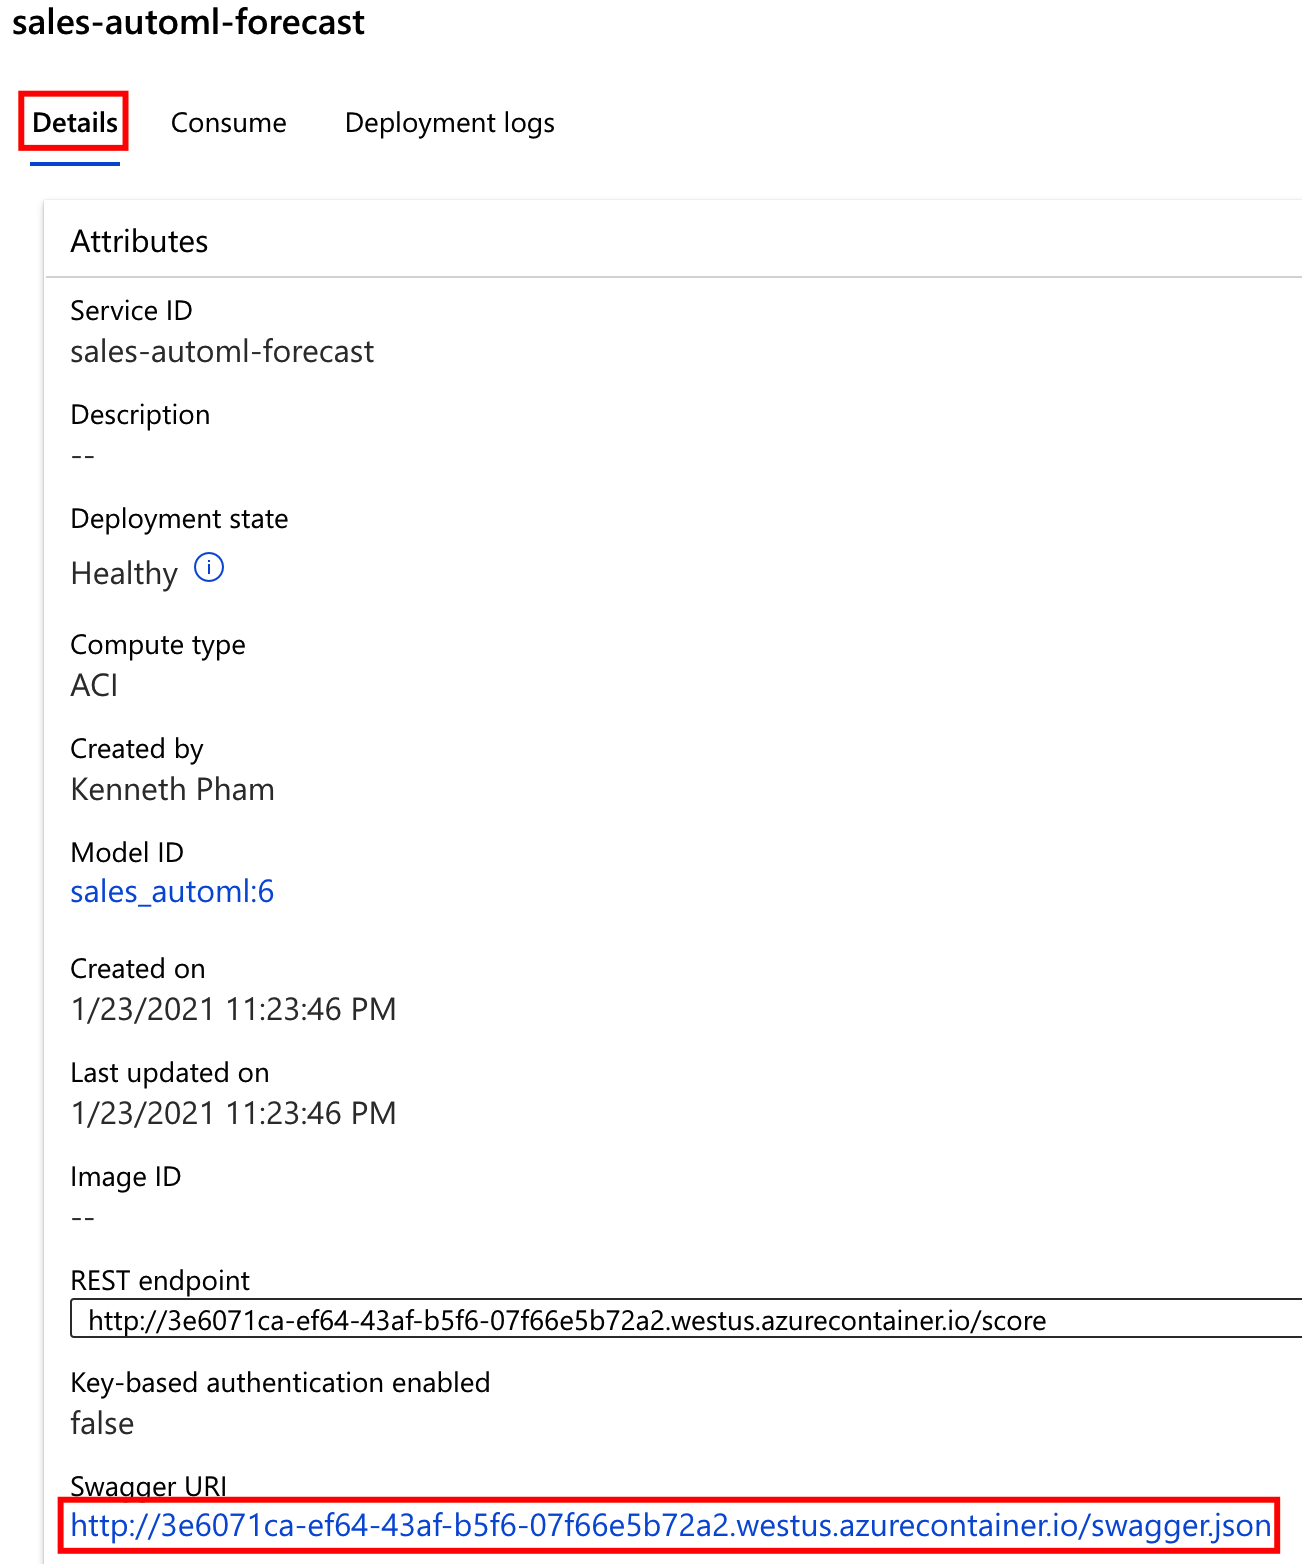 sales-automl-forecast
Details Consume Deployment logs
Attributes
Service ID
sales-automl-forecast
Description
--
Deployment state
Healthy i
Compute type
ACI
Created by
Kenneth Pham
Model ID
sales_automl:6
Created on
1/23/2021 11:23:46 PM
Last updated on
1/23/2021 11:23:46 PM
Image ID
--
REST endpoint
http://3e6071ca-ef64-43af-b5f6-07f66e5b72a2.westus.azurecontainer.io/score
Key-based authentication enabled
false
Swagger URI
http://3e6071ca-ef64-43af-b5f6-07f66e5b72a2.westus.azurecontainer.io/swagger.json